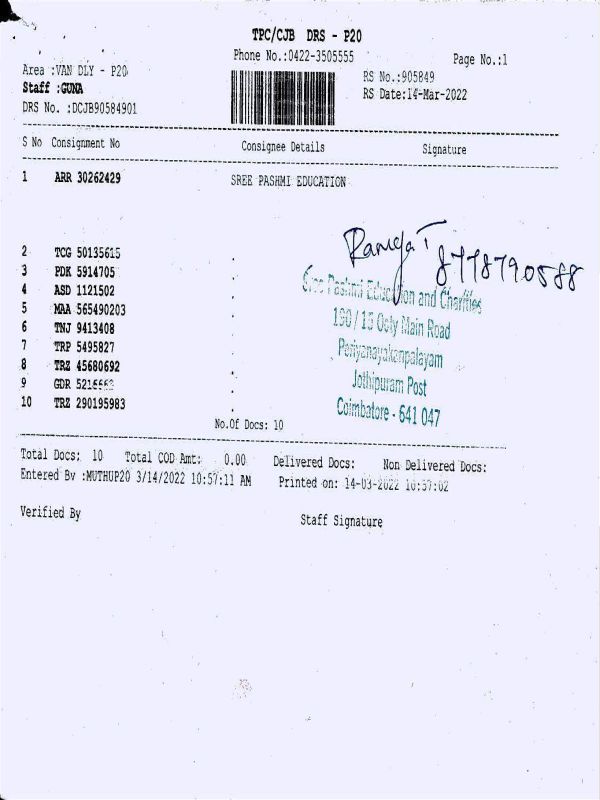 TPC/CJB DRS - P20
Phone No.:0422-3505555
Page No.:1
Area :VAN DLY - P20
RS No.:905849
Staff :GUNA
RS Date:14-Mar-2022
DRS No. :DCJB90584901
S No Consignment No Consignee Details Signature
1 ARR 30262429 SREE PASHMI EDUCATION
8778790588
2 TCG 50135615
3 PDK 5914705
4 ASD 1121502
5 MAA 565490203
6 TNJ 9413408
7 TRP 5495827
8 TRZ 45680692
9 GDR
10 TRZ 290195983
Sree Pashmi Education and Charities
190 / 15 Ooty Main Road
Periyanayakanpalayam
Jothipuram Post
Coimbatore - 641 047
No.Of Docs: 10
Total Docs: 10 Total COD Amt: 0.00 Delivered Docs: Non Delivered Docs:
Entered By :MUTHUP20 3/14/2022 10:57:11 AM Printed on: 14-03-2022 10:57:02
Verified By
Staff Signature